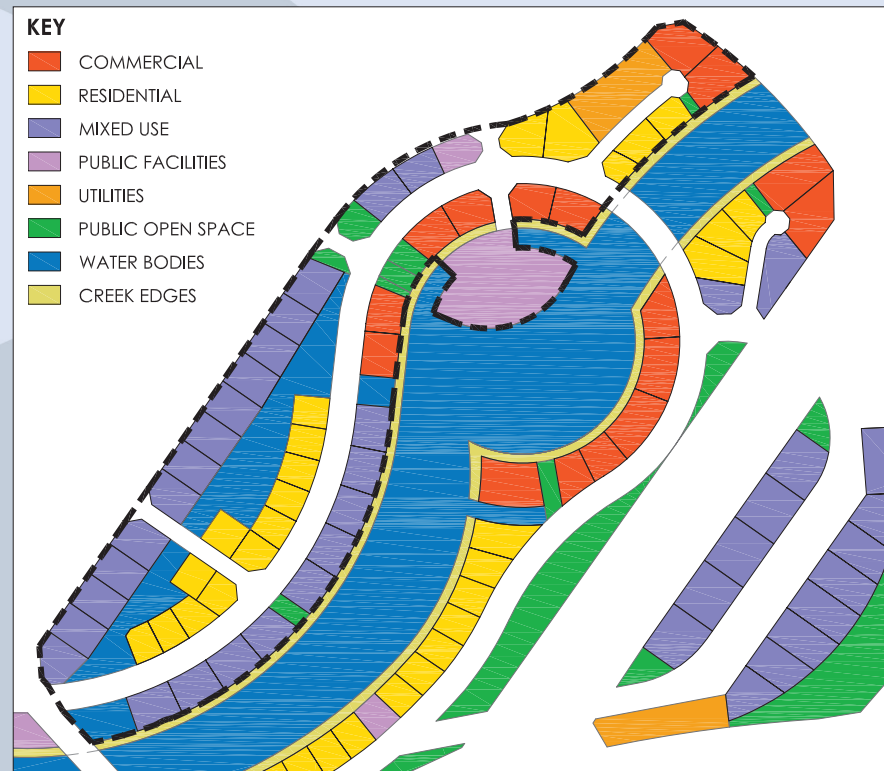 KEY
COMMERCIAL
RESIDENTIAL
MIXED USE
PUBLIC FACILITIES
UTILITIES
PUBLIC OPEN SPACE
WATER BODIES
CREEK EDGES